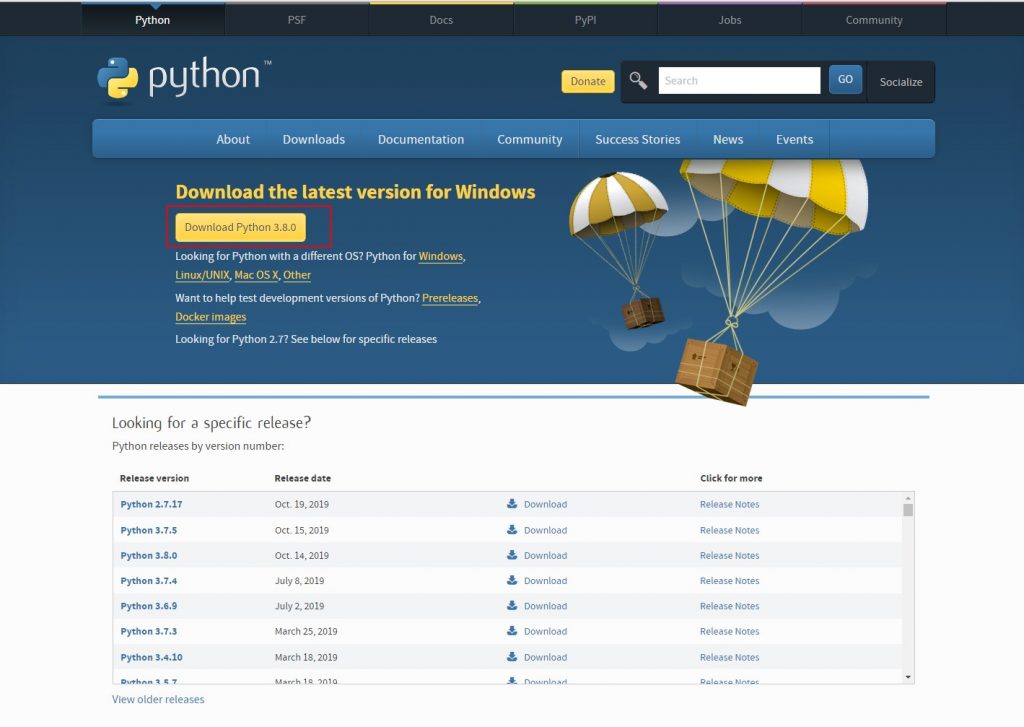 Python PSF Docs PyPI Jobs Community
python™
Donate Search GO Socialize
About Downloads Documentation Community Success Stories News Events
Download the latest version for Windows
Download Python 3.8.0
Looking for Python with a different OS? Python for Windows,
Linux/UNIX, Mac OS X, Other
Want to help test development versions of Python? Prereleases,
Docker images
Looking for Python 2.7? See below for specific releases
Looking for a specific release?
Python releases by version number:
Release version Release date Click for more
Python 2.7.17 Oct. 19, 2019 Download Release Notes
Python 3.7.5 Oct. 15, 2019 Download Release Notes
Python 3.8.0 Oct. 14, 2019 Download Release Notes
Python 3.7.4 July 8, 2019 Download Release Notes
Python 3.6.9 July 2, 2019 Download Release Notes
Python 3.7.3 March 25, 2019 Download Release Notes
Python 3.4.10 March 18, 2019 Download Release Notes
Python 3.5.7 March 18, 2019 Download Release Notes
View older releases